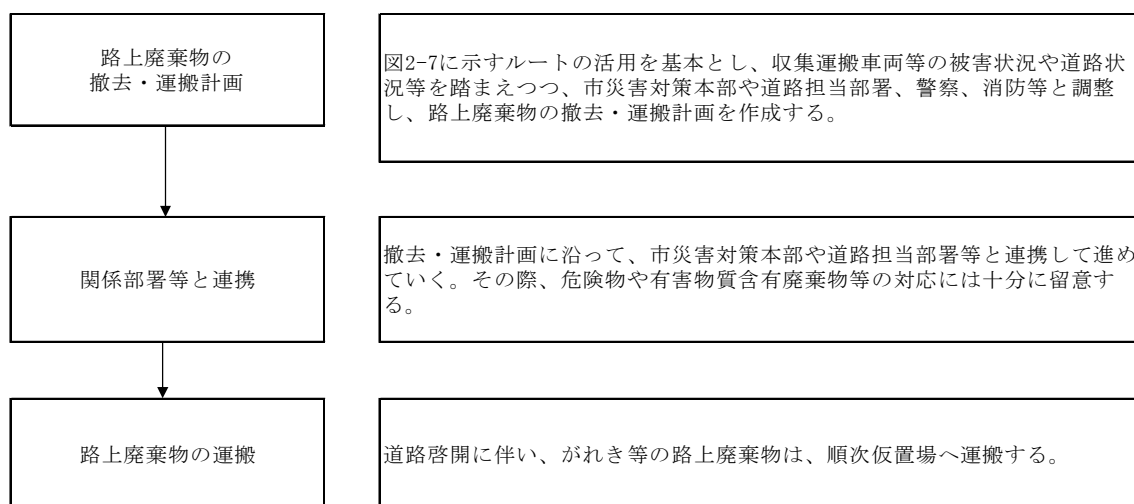 路上廃棄物の
撤去・運搬計画
図2-7に示すルートの活用を基本とし、収集運搬車両等の被害状況や道路状
況等を踏まえつつ、市災害対策本部や道路担当部署、警察、消防等と調整
し、路上廃棄物の撤去・運搬計画を作成する。
関係部署等と連携
撤去・運搬計画に沿って、市災害対策本部や道路担当部署等と連携して進め
ていく。その際、危険物や有害物質含有廃棄物等の対応には十分に留意す
る。
路上廃棄物の運搬
道路啓開に伴い、がれき等の路上廃棄物は、順次仮置場へ運搬する。